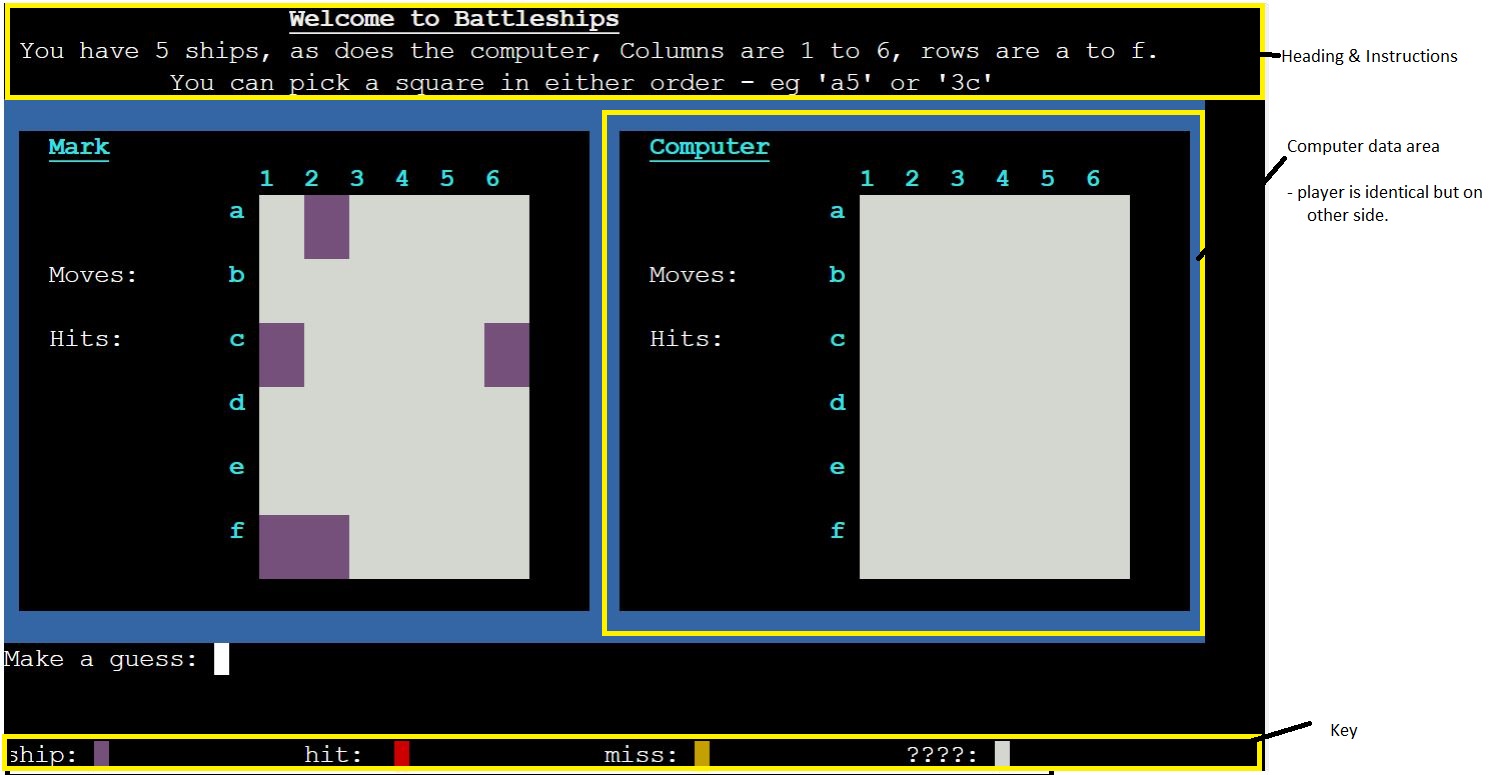 Welcome to Battleships
You have 5 ships, as does the computer, Columns are 1 to 6, rows are a to f.
You can pick a square in either order - eg 'a5' or '3c'
Heading & Instructions
Mark
1 2 3 4 5 6
a
Moves: b
Hits: c
d
e
f
Computer
1 2 3 4 5 6
a
Moves: b
Hits: c
d
e
f
Computer data area
- player is identical but on
other side.
Make a guess:
ship: hit: miss: ????:
Key